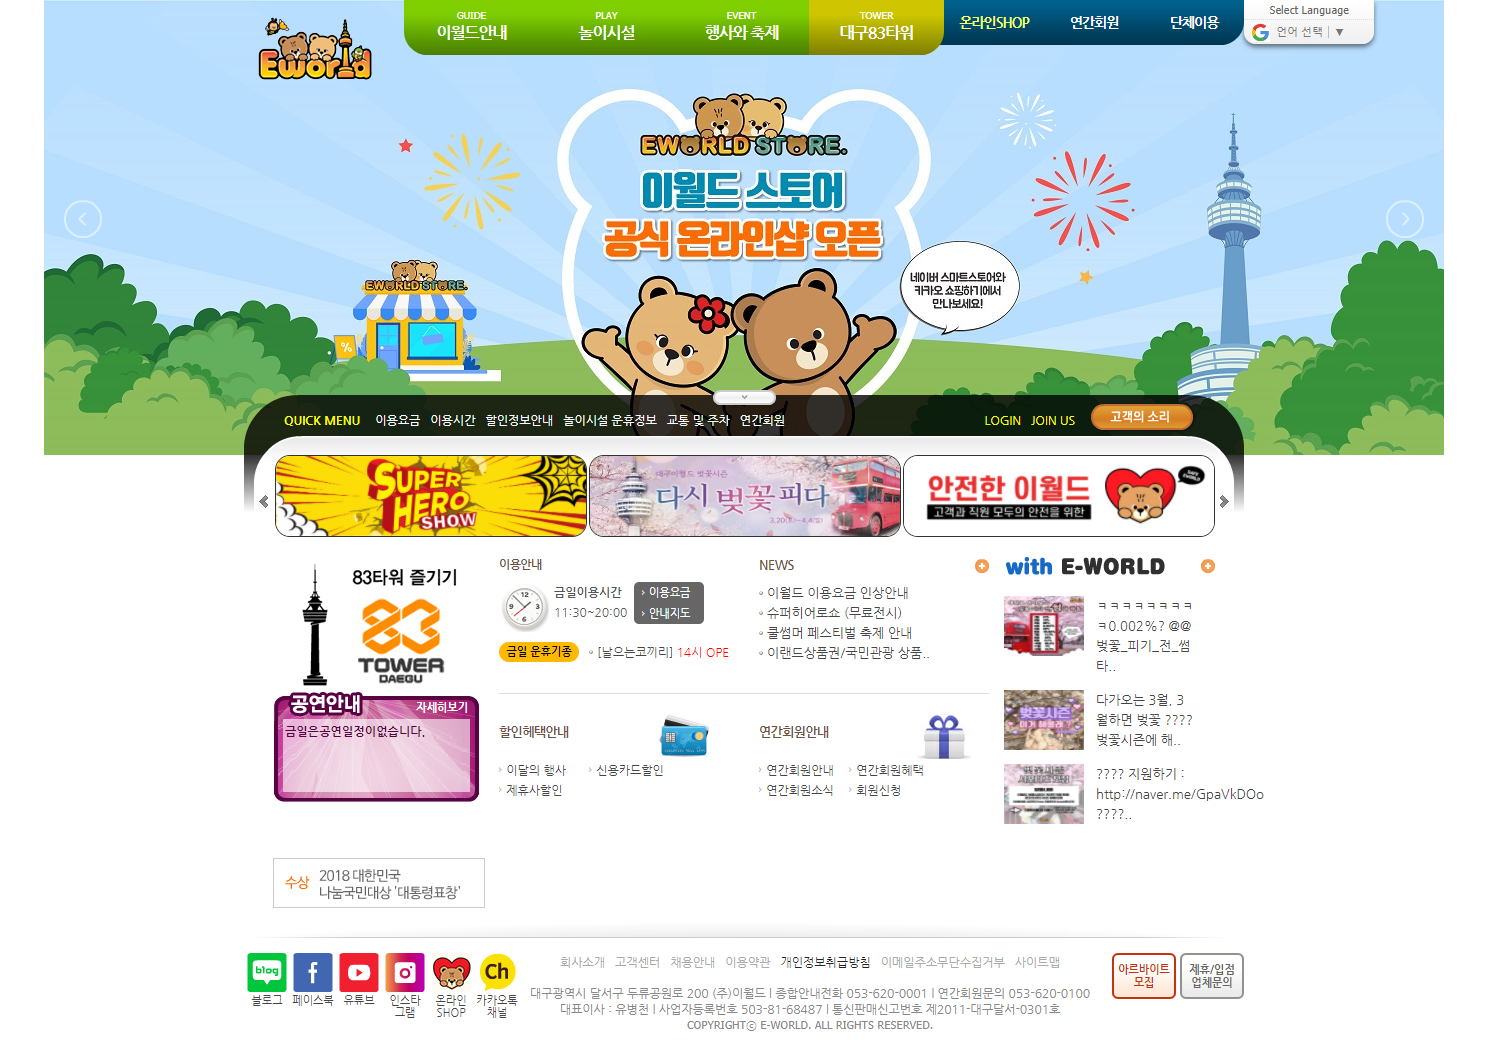 Eworld
GUIDE
이월드안내
PLAY
놀이시설
EVENT
행사와 축제
TOWER
대구83타워
온라인SHOP
연간회원
단체이용
Select Language
언어 선택 | ▼
EWORLD STORE.
이월드 스토어
공식 온라인샵 오픈
네이버 스마트스토어와
카카오 쇼핑하기에서
만나보세요!
EWORLD STORE.
%
QUICK MENU 이용요금 이용시간 할인정보안내 놀이시설 운휴정보 교통 및 주차 연간회원
LOGIN JOIN US 고객의 소리
SUPER
HERO
SHOW
대구이월드 벚꽃시즌
다시 벚꽃 피다
안전한 이월드
고객과 직원 모두의 안전을 위한
83타워 즐기기
83
TOWER
DAEGU
공연안내 자세히보기
금일은공연일정이없습니다.
이용안내
금일이용시간
11:30~20:00
› 이용요금
› 안내지도
금일 운휴기종
[날으는코끼리] 14시 OPE
NEWS
이월드 이용요금 인상안내
슈퍼히어로쇼 (무료전시)
쿨썸머 페스티벌 축제 안내
이랜드상품권/국민관광 상품..
할인혜택안내
› 이달의 행사
› 신용카드할인
› 제휴사할인
연간회원안내
› 연간회원안내
› 연간회원혜택
› 연간회원소식
› 회원신청
with E-WORLD
ㅋㅋㅋㅋㅋㅋㅋㅋ
ㅋ0.002%? @@
벚꽃_피기_전_썸
타..
다가오는 3월, 3
월하면 벚꽃 ????
벚꽃시즌에 해..
???? 지원하기 :
http://naver.me/GpaVkDOo
????..
수상
2018 대한민국
나눔국민대상 '대통령표창'
blog
블로그
페이스북
유튜브
인스타
그램
온라인
SHOP
Ch
카카오톡
채널
회사소개 고객센터 채용안내 이용약관 개인정보취급방침 이메일주소무단수집거부 사이트맵
대구광역시 달서구 두류공원로 200 (주)이월드 | 종합안내전화 053-620-0001 | 연간회원문의 053-620-0100
대표이사 : 유병천 | 사업자등록번호 503-81-68487 | 통신판매신고번호 제2011-대구달서-0301호
COPYRIGHTⓒ E-WORLD. ALL RIGHTS RESERVED.
아르바이트
모집
제휴/입점
업체문의